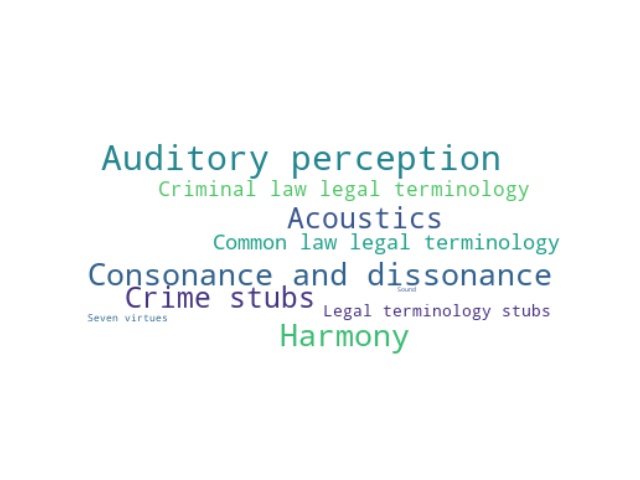 Auditory perception
Criminal law legal terminology
Acoustics
Common law legal terminology
Consonance and dissonance
Sound
Crime stubs
Legal terminology stubs
Seven virtues
Harmony